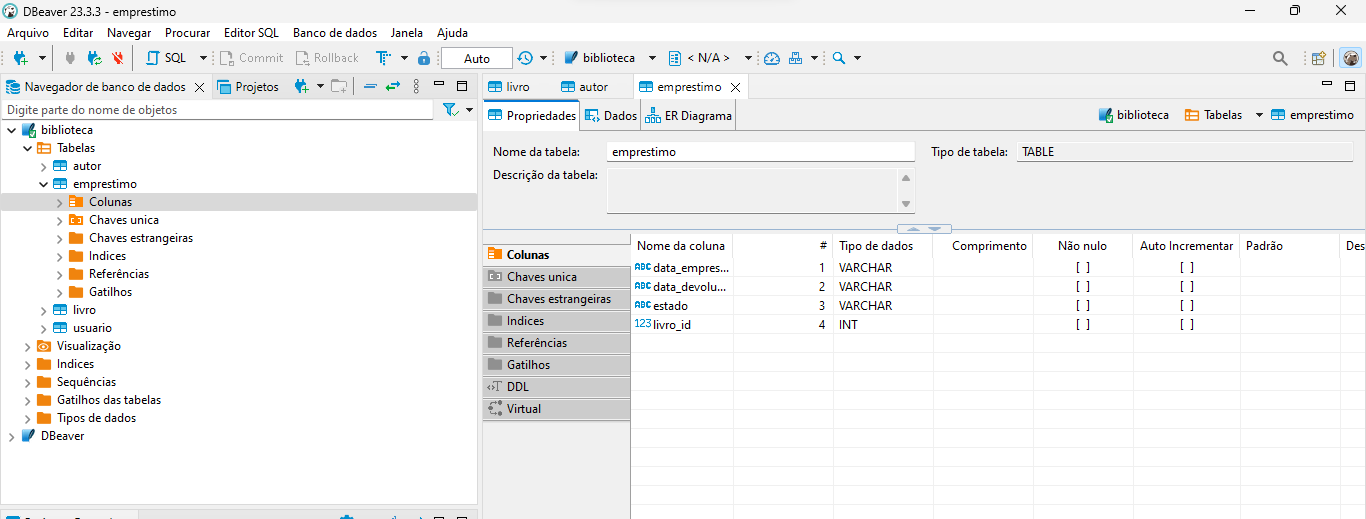 DBeaver 23.3.3 - emprestimo
Arquivo Editar Navegar Procurar Editor SQL Banco de dados Janela Ajuda
SQL Commit Rollback Auto biblioteca < N/A >
Navegador de banco de dados Projetos
Digite parte do nome de objetos
biblioteca
Tabelas
autor
emprestimo
Colunas
Chaves unica
Chaves estrangeiras
Indices
Referências
Gatilhos
livro
usuario
Visualização
Indices
Sequências
Gatilhos das tabelas
Tipos de dados
DBeaver
livro autor emprestimo
Propriedades Dados ER Diagrama biblioteca Tabelas emprestimo
Nome da tabela: emprestimo Tipo de tabela: TABLE
Descrição da tabela:
Colunas
Chaves unica
Chaves estrangeiras
Indices
Referências
Gatilhos
DDL
Virtual
Nome da coluna # Tipo de dados Comprimento Não nulo Auto Incrementar Padrão Des
ABC data_empres... 1 VARCHAR [ ] [ ]
ABC data_devolu... 2 VARCHAR [ ] [ ]
ABC estado 3 VARCHAR [ ] [ ]
123 livro_id 4 INT [ ] [ ]